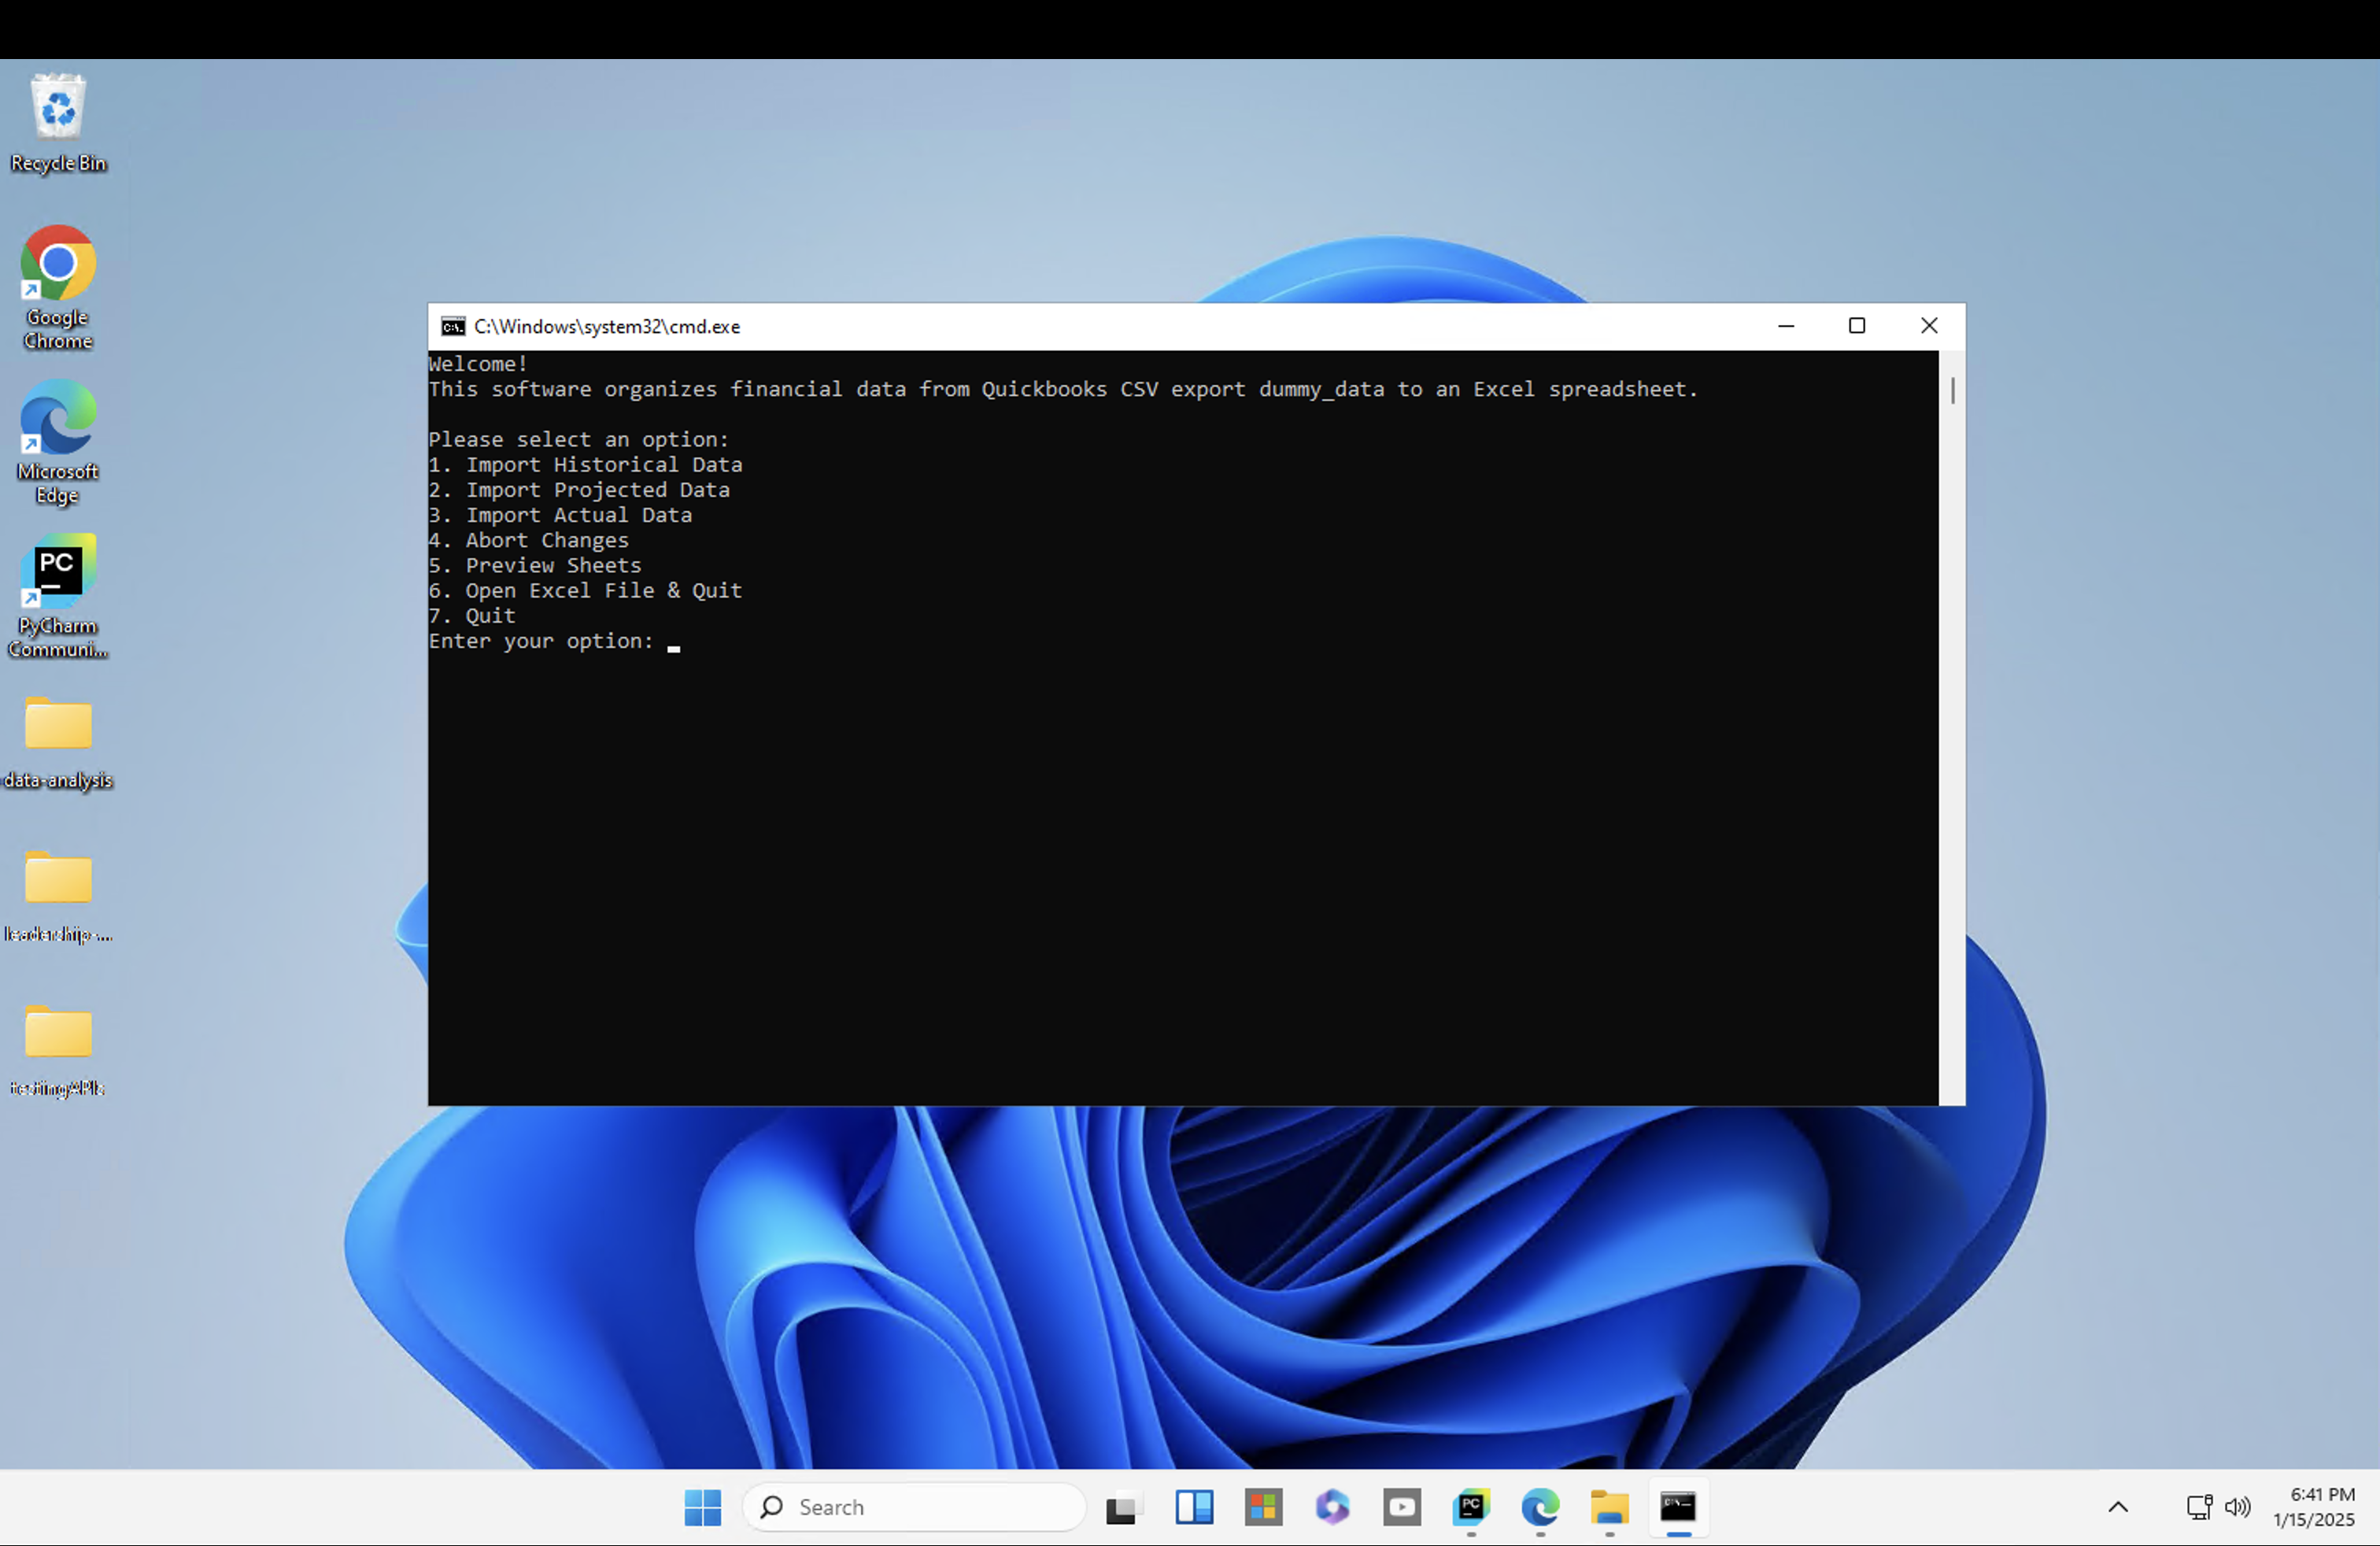 Recycle Bin
Google
Chrome
Microsoft
Edge
PC
PyCharm
Communi...
data-analysis
leadership-...
testingAPIs
C:\Windows\system32\cmd.exe
Welcome!
This software organizes financial data from Quickbooks CSV export dummy_data to an Excel spreadsheet.
Please select an option:
1. Import Historical Data
2. Import Projected Data
3. Import Actual Data
4. Abort Changes
5. Preview Sheets
6. Open Excel File & Quit
7. Quit
Enter your option:
Search
PC
6:41 PM
1/15/2025